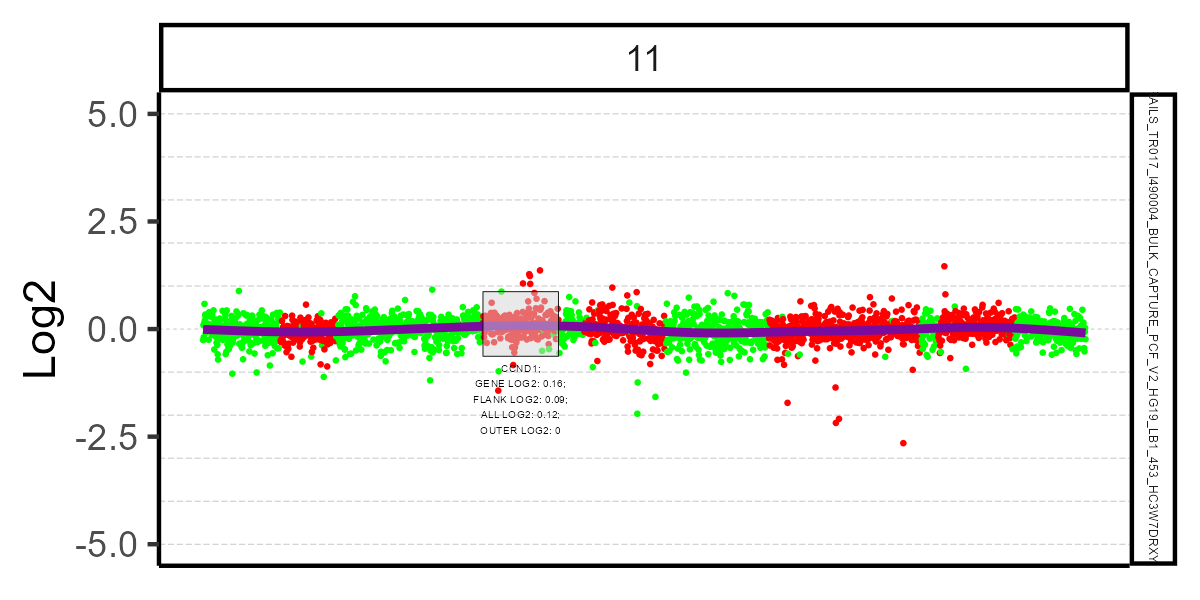 11
5.0
2.5
0.0
-2.5
-5.0
Log2
CCND1;
GENE LOG2: 0.16;
FLANK LOG2: 0.09;
ALL LOG2: 0.12;
OUTER LOG2: 0
AILS_TR017_I490004_BULK_CAPTURE_PCF_V2_HG19_LB1_453_HC3W7DRXY